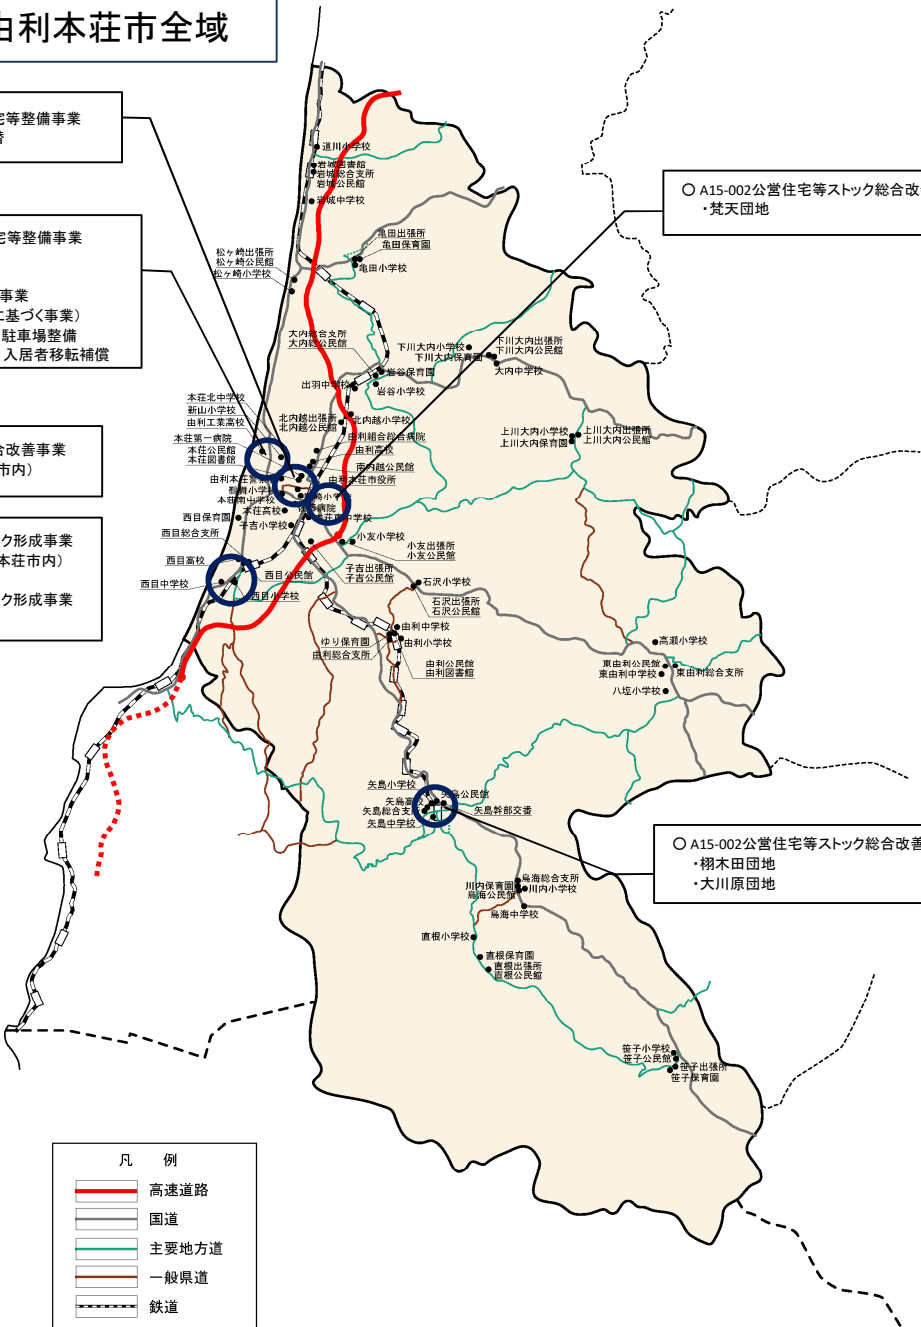 由利本荘市全域
宅等整備事業
替
宅等整備事業
事業
に基づく事業）
駐車場整備
入居者移転補償
合改善事業
市内）
ック形成事業
本荘市内）
ック形成事業
〇 A15-002公営住宅等ストック総合改
・梵天団地
〇 A15-002公営住宅等ストック総合改善
・栩木田団地
・大川原団地
道川小学校
岩城図書館
岩城総合支所
岩城公民館
岩城中学校
亀田出張所
亀田保育園
亀田小学校
松ヶ崎出張所
松ヶ崎公民館
松ヶ崎小学校
大内総合支所
大内総公民館
岩谷保育園
岩谷小学校
出羽中学校
下川大内小学校
下川大内保育園
下川大内出張所
下川大内公民館
大内中学校
本荘北中学校
新山小学校
由利工業高校
北内越出張所
北内越公民館
北内越小学校
由利組合総合病院
由利高校
本荘第一病院
本荘公民館
本荘図書館
南内越公民館
由利本荘市役所
上川大内小学校
上川大内保育園
上川大内出張所
上川大内公民館
鶴舞小学校
本荘南中学校
本荘高校
子吉小学校
西目保育園
西目総合支所
西目高校
西目中学校
西目公民館
西目小学校
小友小学校
小友出張所
小友公民館
子吉出張所
子吉公民館
石沢小学校
石沢出張所
石沢公民館
由利中学校
ゆり保育園
由利総合支所
由利小学校
由利公民館
由利図書館
高瀬小学校
東由利公民館
東由利中学校
東由利総合支所
八塩小学校
矢島小学校
矢島高校
矢島公民館
矢島総合支所
矢島幹部交番
矢島中学校
鳥海総合支所
川内保育園
川内小学校
鳥海公民館
鳥海中学校
直根小学校
直根保育園
直根出張所
直根公民館
笹子小学校
笹子公民館
笹子出張所
笹子保育園
凡 例
高速道路
国道
主要地方道
一般県道
鉄道